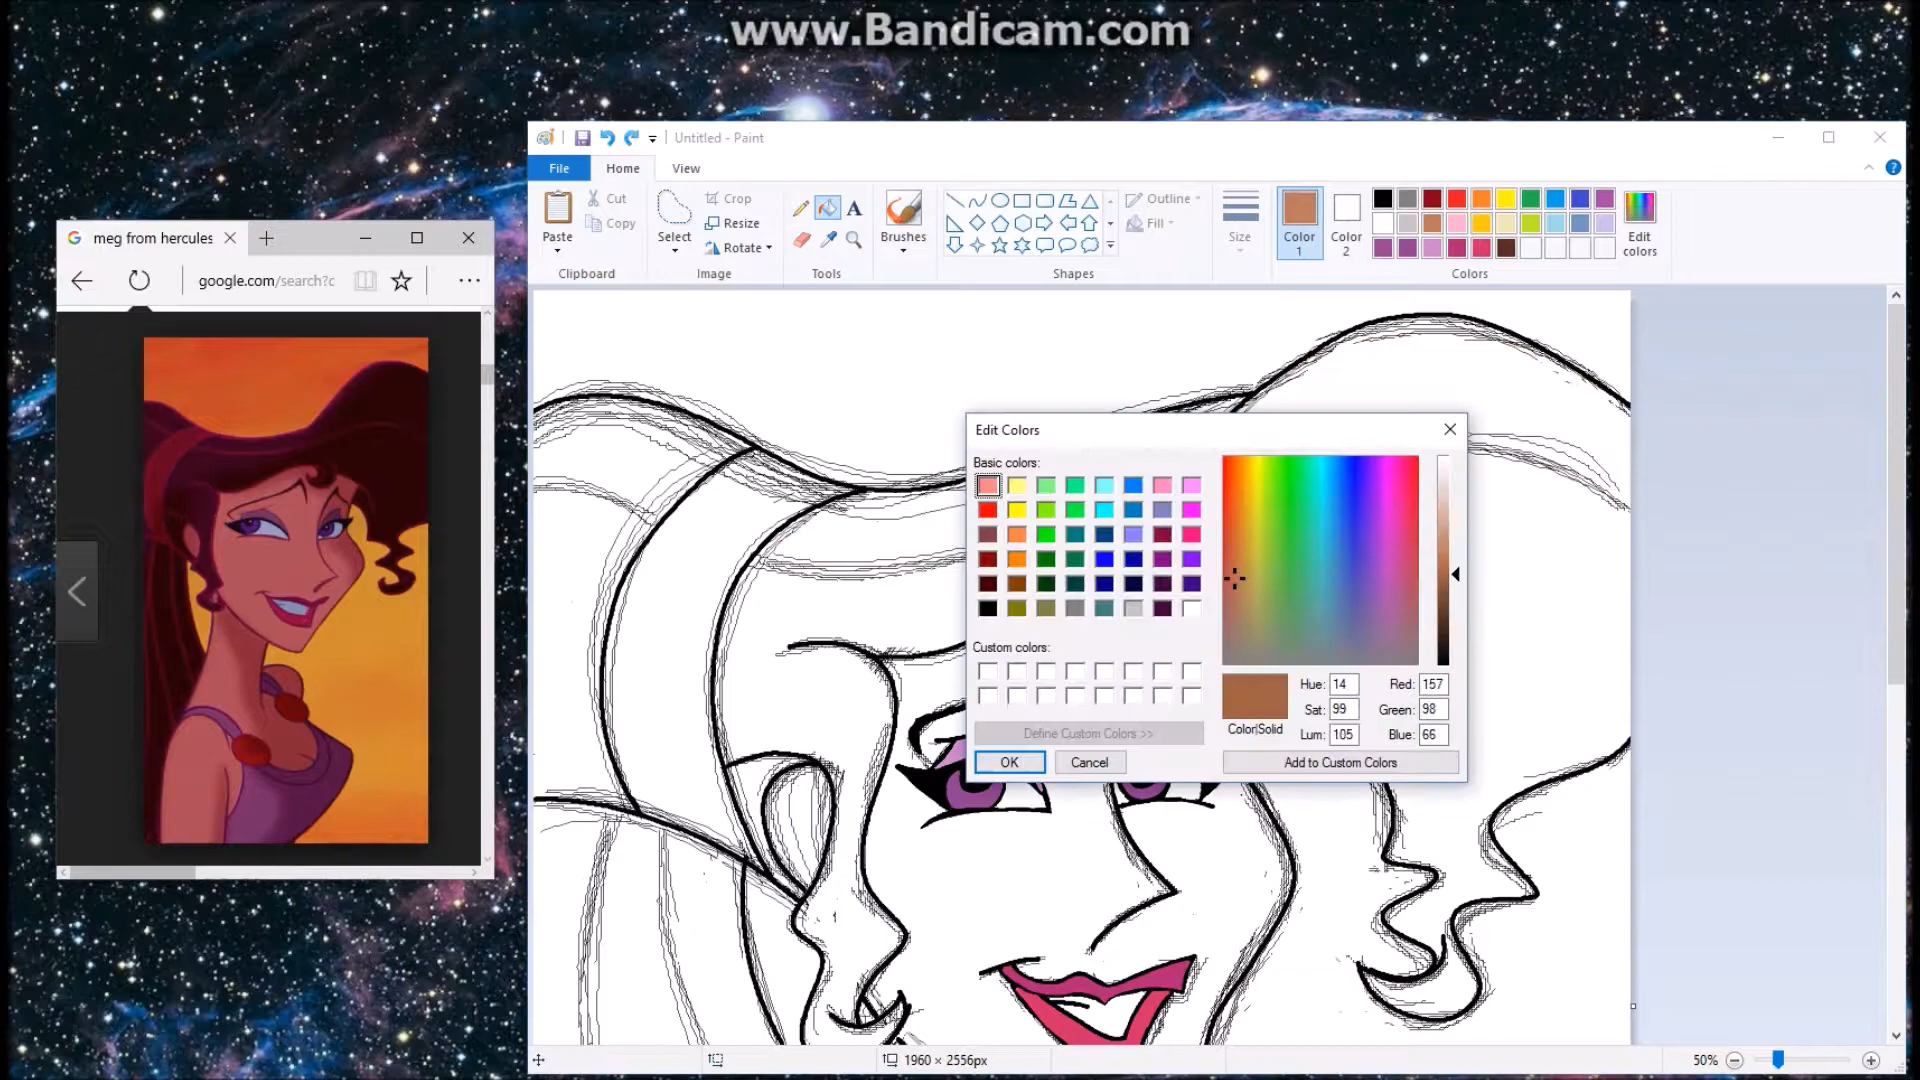 www.Bandicam.com
Untitled - Paint
File
Home
View
Paste
Cut
Copy
Clipboard
Select
Crop
Resize
Rotate
Image
A
Tools
Brushes
Outline
Fill
Shapes
Size
Color
1
Color
2
Edit
colors
Colors
meg from hercules
google.com/search?c
Edit Colors
Basic colors:
Custom colors:
Define Custom Colors >>
OK
Cancel
Hue: 14
Red: 157
Sat: 99
Green: 98
Color|Solid
Lum: 105
Blue: 66
Add to Custom Colors
1960 × 2556px
50%